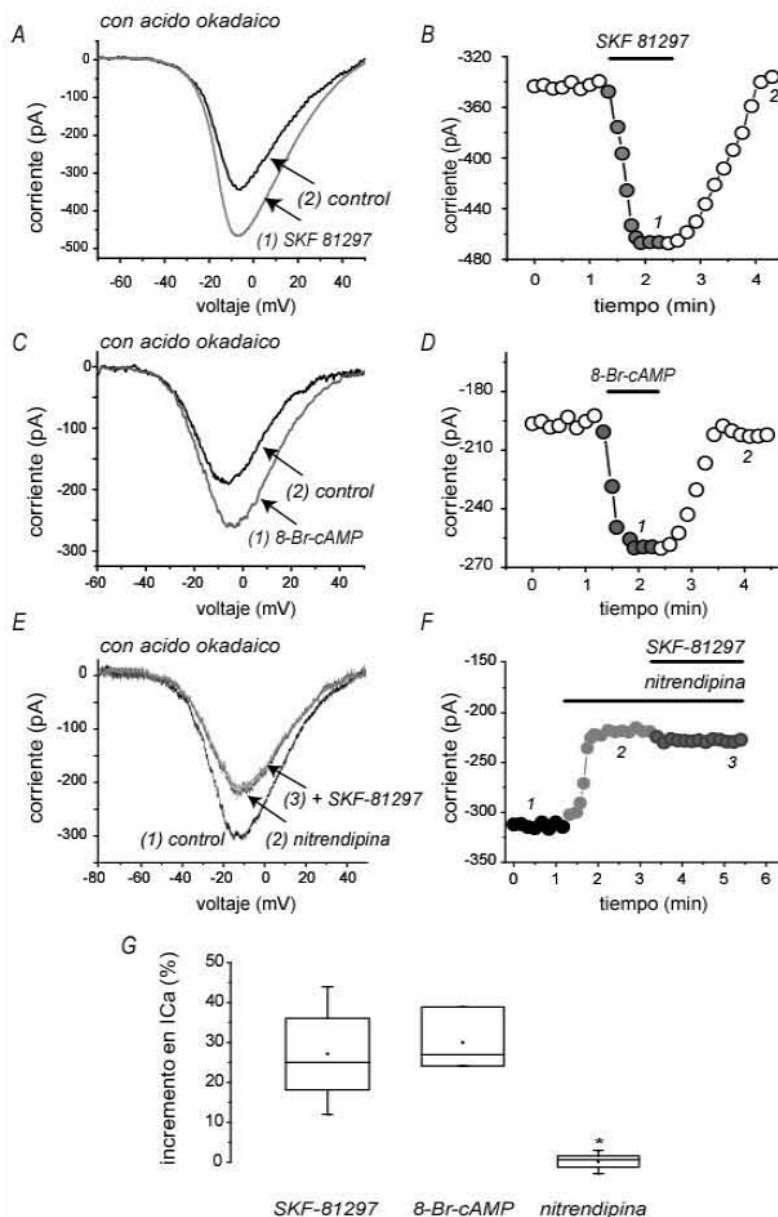 A
con acido okadaico
0
-100
-200
-300
-400
-500
corriente (pA)
(2) control
(1) SKF 81297
-60 -40 -20 0 20 40
voltaje (mV)
B
SKF 81297
-320
-360
-400
-440
-480
corriente (pA)
1
2
0 1 2 3 4
tiempo (min)
C
con acido okadaico
0
-100
-200
-300
corriente (pA)
(2) control
(1) 8-Br-cAMP
-60 -40 -20 0 20 40
voltaje (mV)
D
8-Br-cAMP
-180
-210
-240
-270
corriente (pA)
1
2
0 1 2 3 4
tiempo (min)
E
con acido okadaico
0
-100
-200
-300
corriente (pA)
(3) + SKF-81297
(1) control
(2) nitrendipina
-80 -60 -40 -20 0 20 40
voltaje (mV)
F
SKF-81297
nitrendipina
-150
-200
-250
-300
-350
corriente (pA)
1
2
3
0 1 2 3 4 5 6
tiempo (min)
G
50
40
30
20
10
0
incremento en ICa (%)
*
SKF-81297 8-Br-cAMP nitrendipina